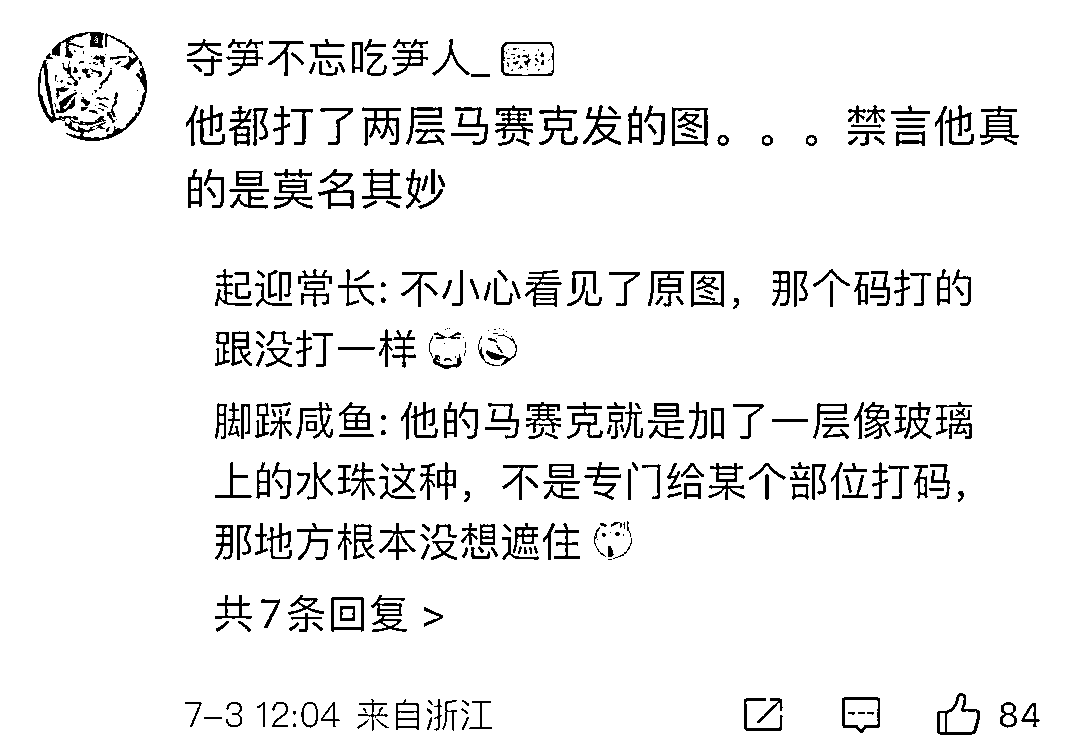 夺笋不忘吃笋人_ 铁粉
他都打了两层马赛克发的图。。。禁言他真
的是莫名其妙
起迎常长: 不小心看见了原图，那个码打的
跟没打一样
脚踩咸鱼: 他的马赛克就是加了一层像玻璃
上的水珠这种，不是专门给某个部位打码，
那地方根本没想遮住
共7条回复 >
7-3 12:04 来自浙江
84